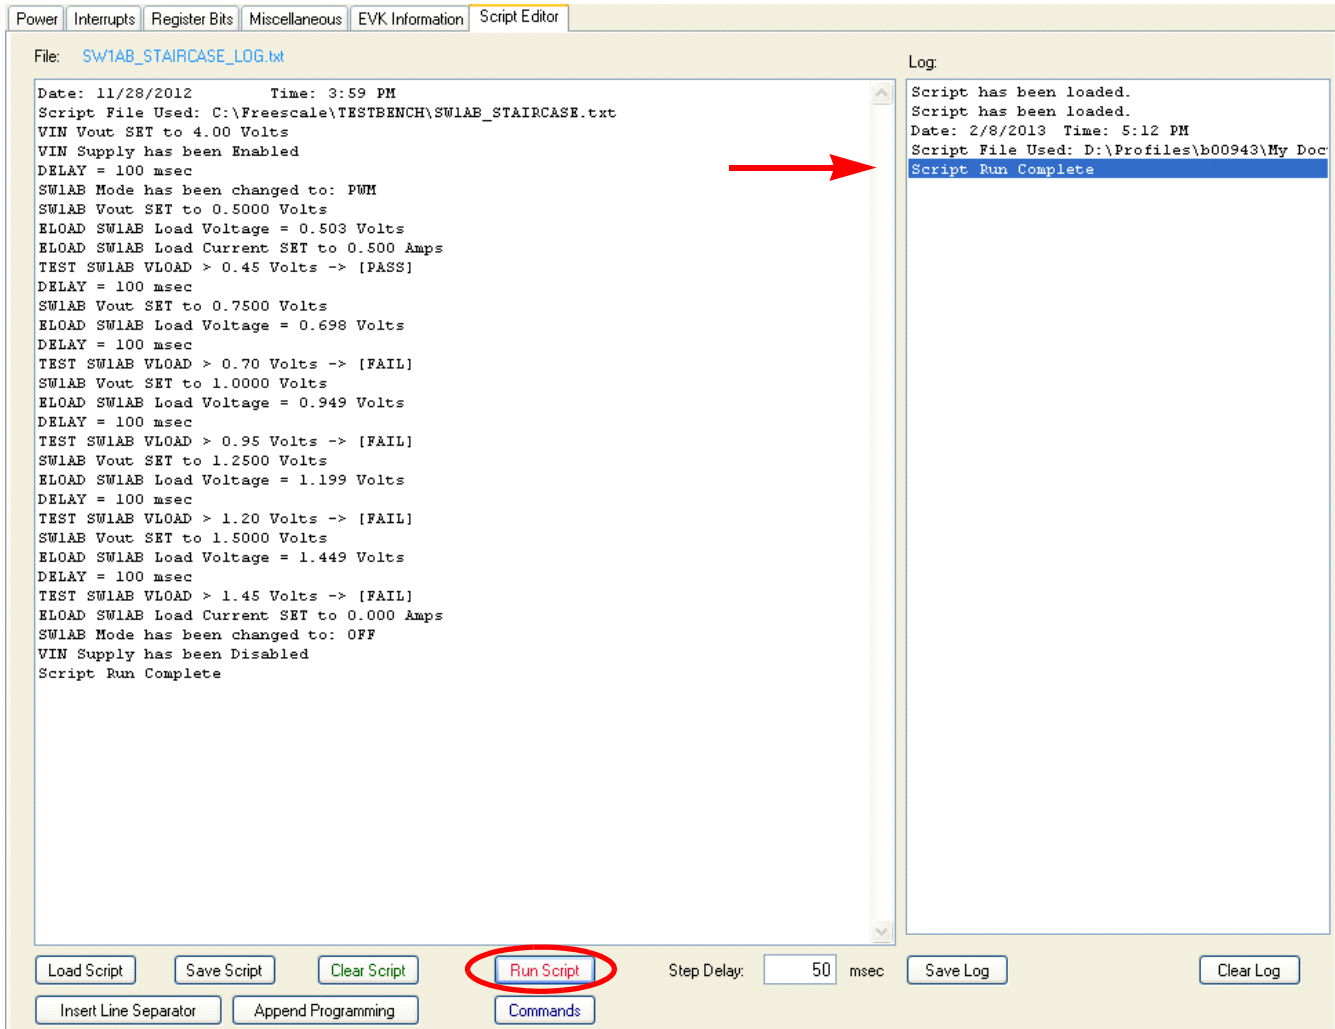 Power Interrupts Register Bits Miscellaneous EVK Information Script Editor
File: SW1AB_STAIRCASE_LOG.txt
Date: 11/28/2012 Time: 3:59 PM
Script File Used: C:\Freescale\TESTBENCH\SW1AB_STAIRCASE.txt
VIN Vout SET to 4.00 Volts
VIN Supply has been Enabled
DELAY = 100 msec
SW1AB Mode has been changed to: PWM
SW1AB Vout SET to 0.5000 Volts
ELOAD SW1AB Load Voltage = 0.503 Volts
ELOAD SW1AB Load Current SET to 0.500 Amps
TEST SW1AB VLOAD > 0.45 Volts -> [PASS]
DELAY = 100 msec
SW1AB Vout SET to 0.7500 Volts
ELOAD SW1AB Load Voltage = 0.698 Volts
DELAY = 100 msec
TEST SW1AB VLOAD > 0.70 Volts -> [FAIL]
SW1AB Vout SET to 1.0000 Volts
ELOAD SW1AB Load Voltage = 0.949 Volts
DELAY = 100 msec
TEST SW1AB VLOAD > 0.95 Volts -> [FAIL]
SW1AB Vout SET to 1.2500 Volts
ELOAD SW1AB Load Voltage = 1.199 Volts
DELAY = 100 msec
TEST SW1AB VLOAD > 1.20 Volts -> [FAIL]
SW1AB Vout SET to 1.5000 Volts
ELOAD SW1AB Load Voltage = 1.449 Volts
DELAY = 100 msec
TEST SW1AB VLOAD > 1.45 Volts -> [FAIL]
ELOAD SW1AB Load Current SET to 0.000 Amps
SW1AB Mode has been changed to: OFF
VIN Supply has been Disabled
Script Run Complete
Log:
Script has been loaded.
Script has been loaded.
Date: 2/8/2013 Time: 5:12 PM
Script File Used: D:\Profiles\b00943\My Doc
Script Run Complete
Load Script Save Script Clear Script Run Script Step Delay: 50 msec Save Log Clear Log
Insert Line Separator Append Programming Commands